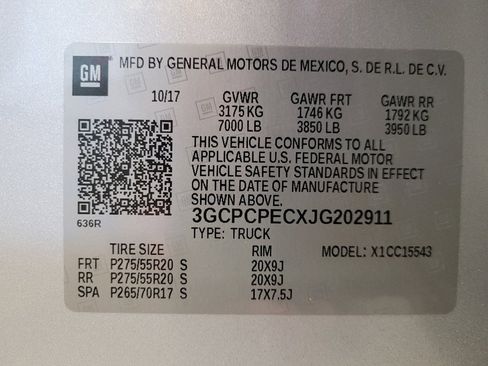 GM MFD BY GENERAL MOTORS DE MEXICO, S. DE R.L. DE C.V.
10/17 GVWR GAWR FRT GAWR RR
3175 KG 1746 KG 1792 KG
7000 LB 3850 LB 3950 LB
THIS VEHICLE CONFORMS TO ALL
APPLICABLE U.S. FEDERAL MOTOR
VEHICLE SAFETY STANDARDS IN EFFECT
ON THE DATE OF MANUFACTURE
SHOWN ABOVE.
3GCPCPECXJG202911
636R TYPE: TRUCK
TIRE SIZE RIM MODEL: X1CC15543
FRT P275/55R20 S 20X9J
RR P275/55R20 S 20X9J
SPA P265/70R17 S 17X7.5J